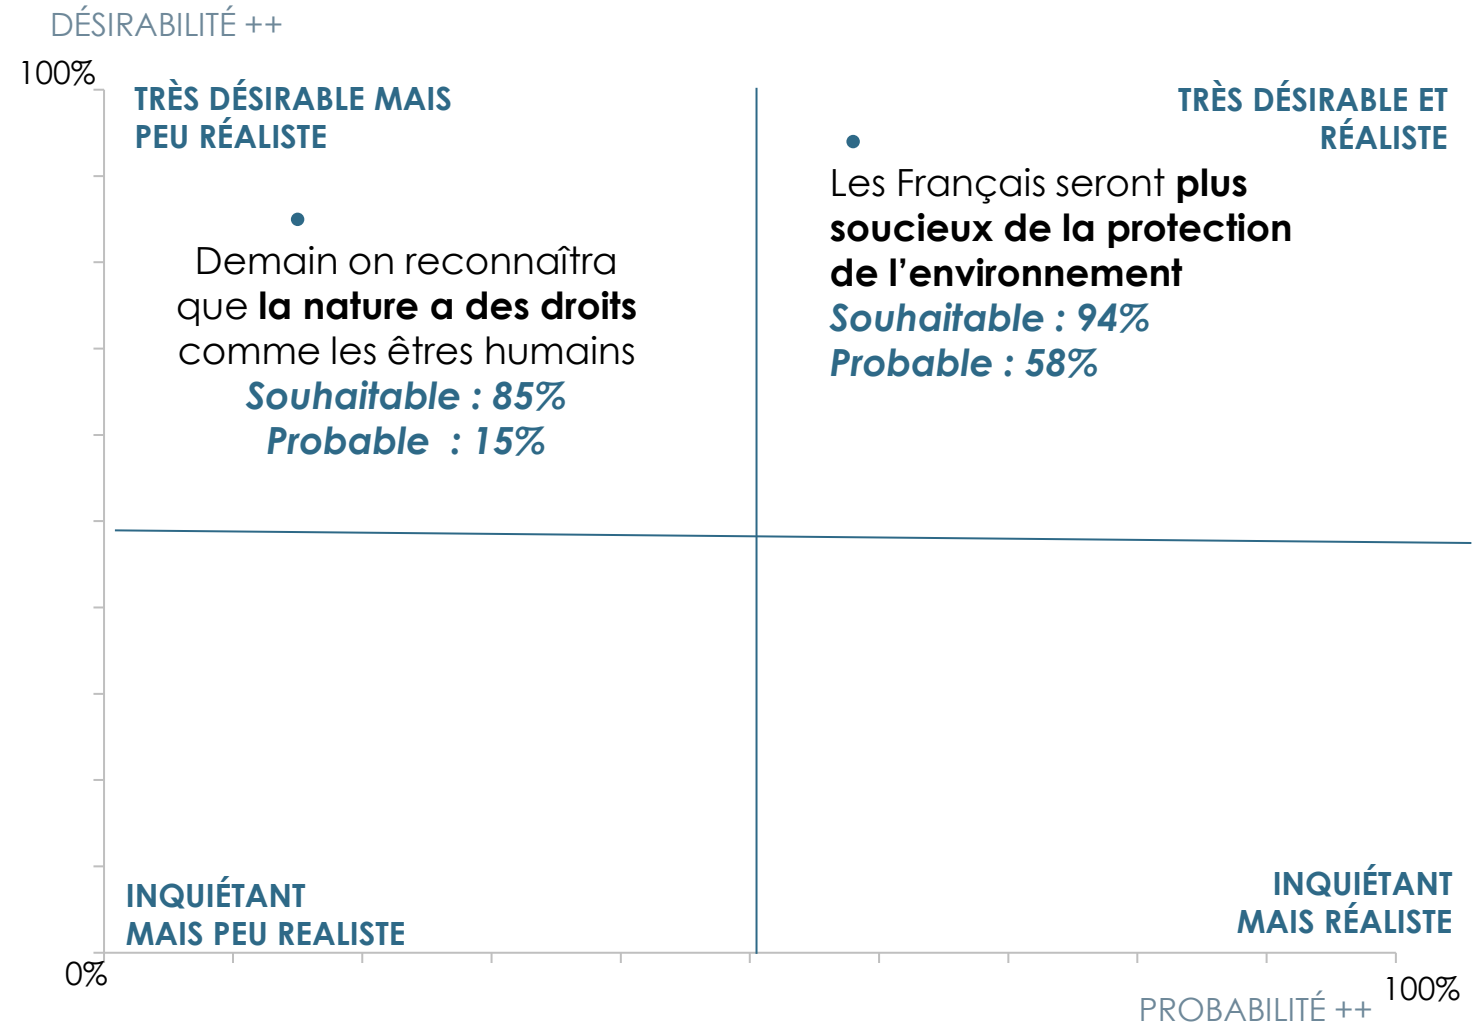 DÉSIRABILITÉ ++
100%
TRÈS DÉSIRABLE MAIS
PEU RÉALISTE
TRÈS DÉSIRABLE ET
RÉALISTE
Demain on reconnaîtra
que la nature a des droits
comme les êtres humains
Souhaitable : 85%
Probable  : 15%
Les Français seront plus
soucieux de la protection
de l’environnement
Souhaitable : 94%
Probable : 58%
INQUIÉTANT
MAIS PEU REALISTE
INQUIÉTANT
MAIS RÉALISTE
0%
100%
PROBABILITÉ ++